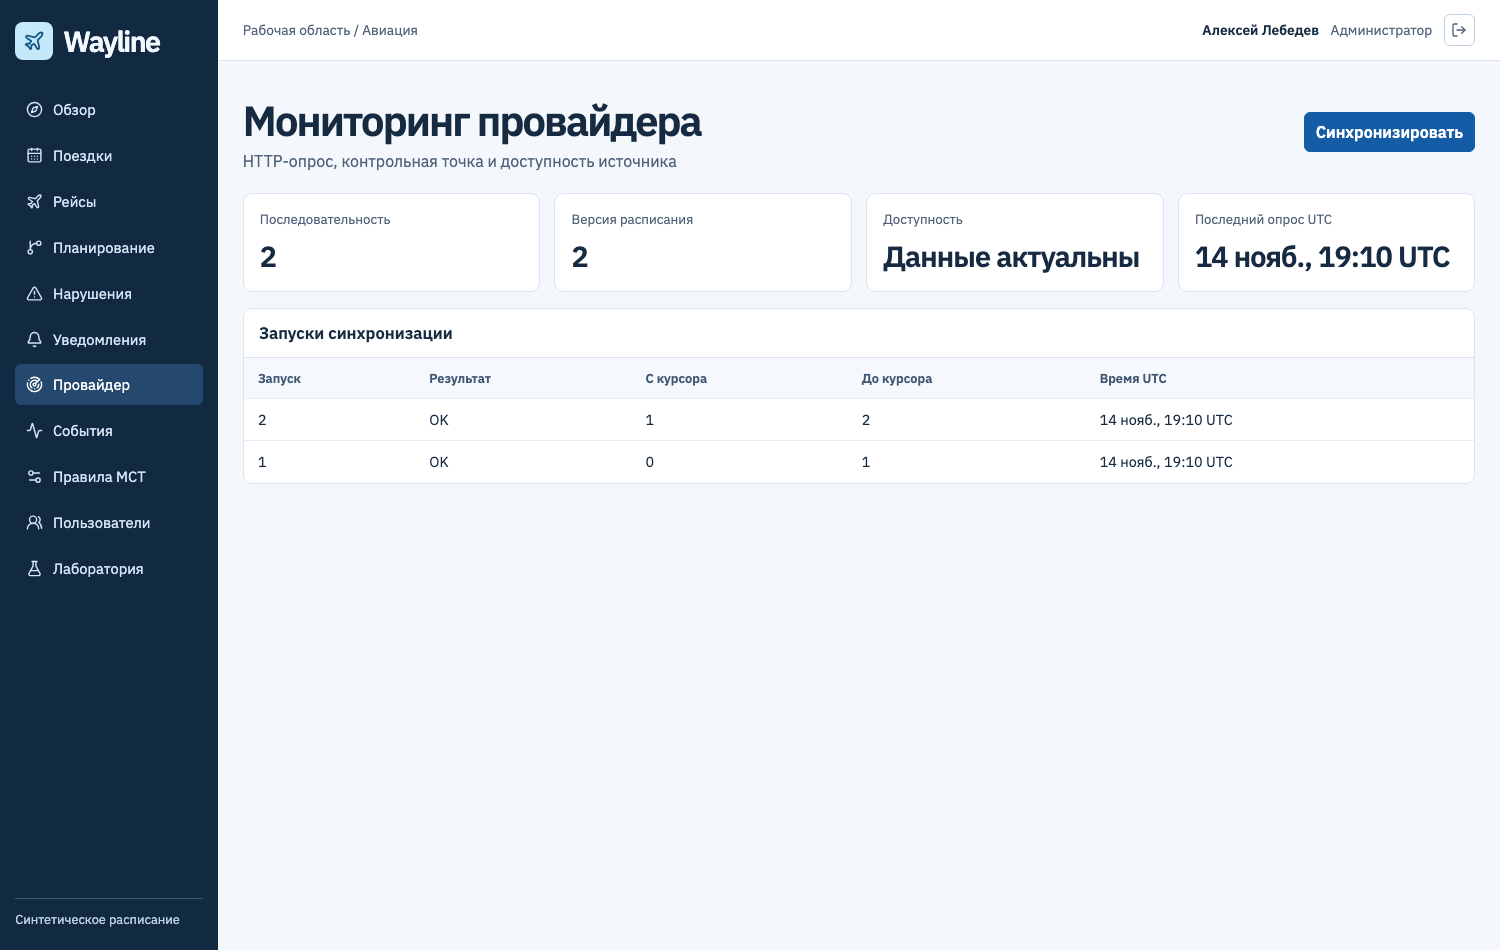 Wayline
Обзор
Поездки
Рейсы
Планирование
Нарушения
Уведомления
Провайдер
События
Правила МСТ
Пользователи
Лаборатория
Синтетическое расписание
Рабочая область / Авиация
Алексей Лебедев Администратор
Мониторинг провайдера
HTTP-опрос, контрольная точка и доступность источника
Синхронизировать
Последовательность
2
Версия расписания
2
Доступность
Данные актуальны
Последний опрос UTC
14 нояб., 19:10 UTC
Запуски синхронизации
Запуск Результат С курсора До курсора Время UTC
2 OK 1 2 14 нояб., 19:10 UTC
1 OK 0 1 14 нояб., 19:10 UTC